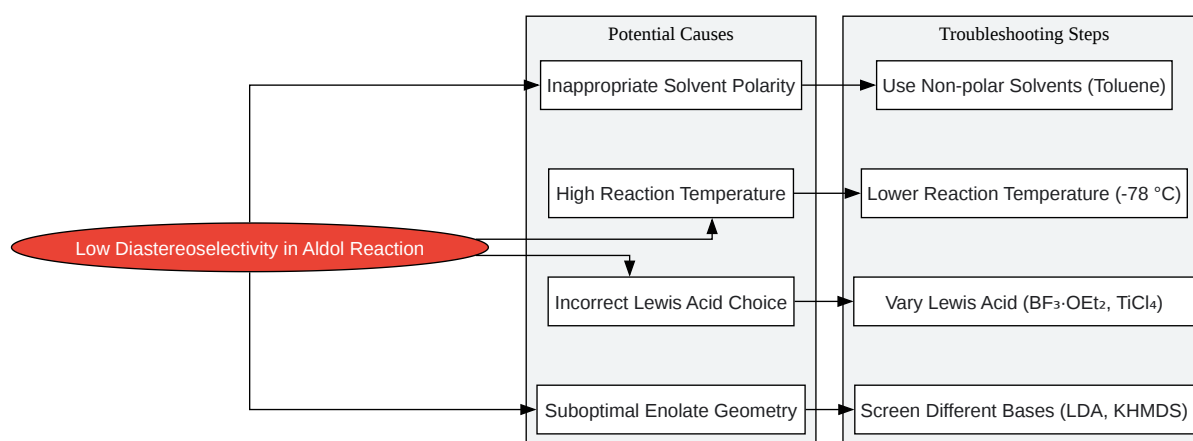 Potential Causes
Troubleshooting Steps
Inappropriate Solvent Polarity
Use Non-polar Solvents (Toluene)
High Reaction Temperature
Lower Reaction Temperature (-78 °C)
Low Diastereoselectivity in Aldol Reaction
Incorrect Lewis Acid Choice
Vary Lewis Acid (BF₃·OEt₂, TiCl₄)
Suboptimal Enolate Geometry
Screen Different Bases (LDA, KHMDS)